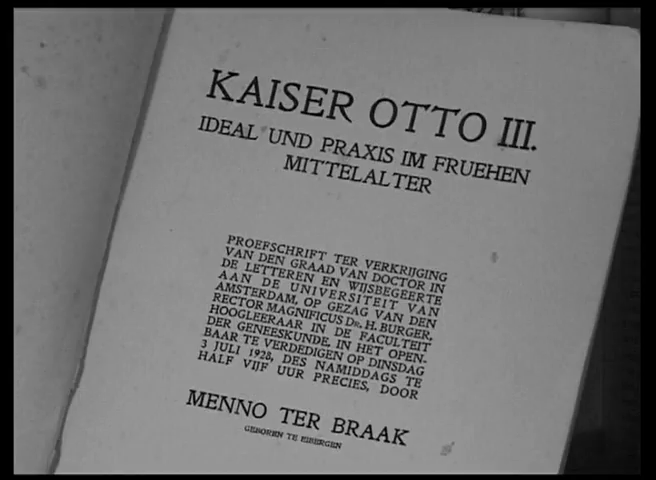 KAISER OTTO III.
IDEAL UND PRAXIS IM FRUEHEN
MITTELALTER
PROEFSCHRIFT TER VERKRIJGING
VAN DEN GRAAD VAN DOCTOR IN
DE LETTEREN EN WIJSBEGEERTE
AAN DE UNIVERSITEIT VAN
AMSTERDAM, OP GEZAG VAN DEN
RECTOR MAGNIFICUS DR. H. BURGER,
HOOGLEERAAR IN DE FACULTEIT
DER GENEESKUNDE, IN HET OPEN-
BAAR TE VERDEDIGEN OP DINSDAG
3 JULI 1928, DES NAMIDDAGS TE
HALF VIJF UUR PRECIES, DOOR
MENNO TER BRAAK
GEBOREN TE EIBERGEN